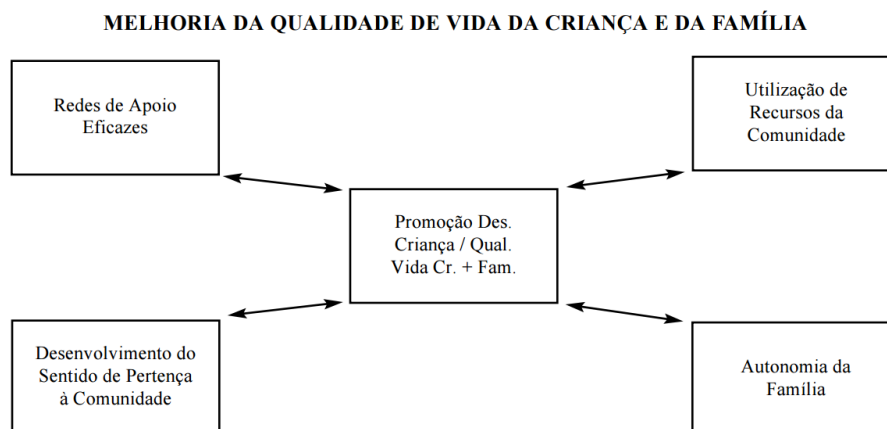 MELHORIA DA QUALIDADE DE VIDA DA CRIANÇA E DA FAMÍLIA
Redes de Apoio
Eficazes
Utilização de
Recursos da
Comunidade
Promoção Des.
Criança / Qual.
Vida Cr. + Fam.
Desenvolvimento do
Sentido de Pertença
à Comunidade
Autonomia da
Família